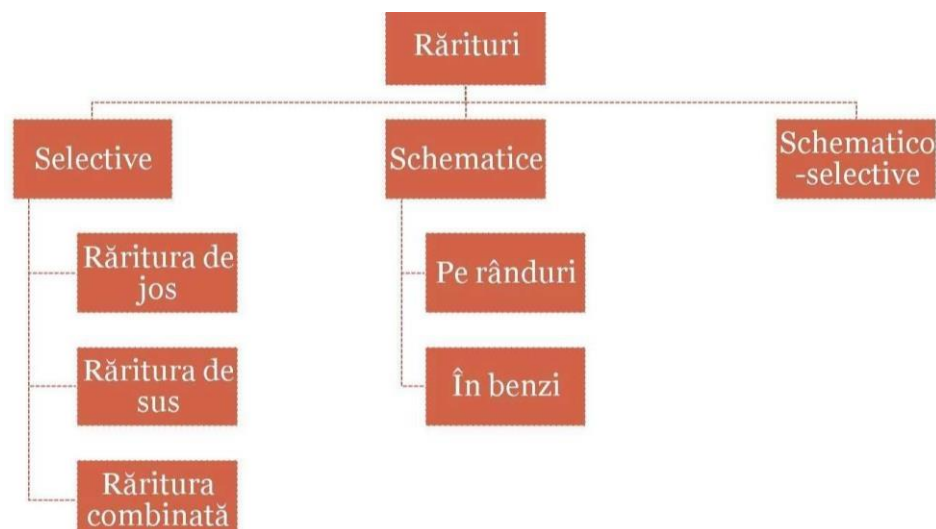 Rărituri
Selective
Schematice
Schematico
-selective
Răritura de
jos
Răritura de
sus
Răritura
combinată
Pe rânduri
În benzi